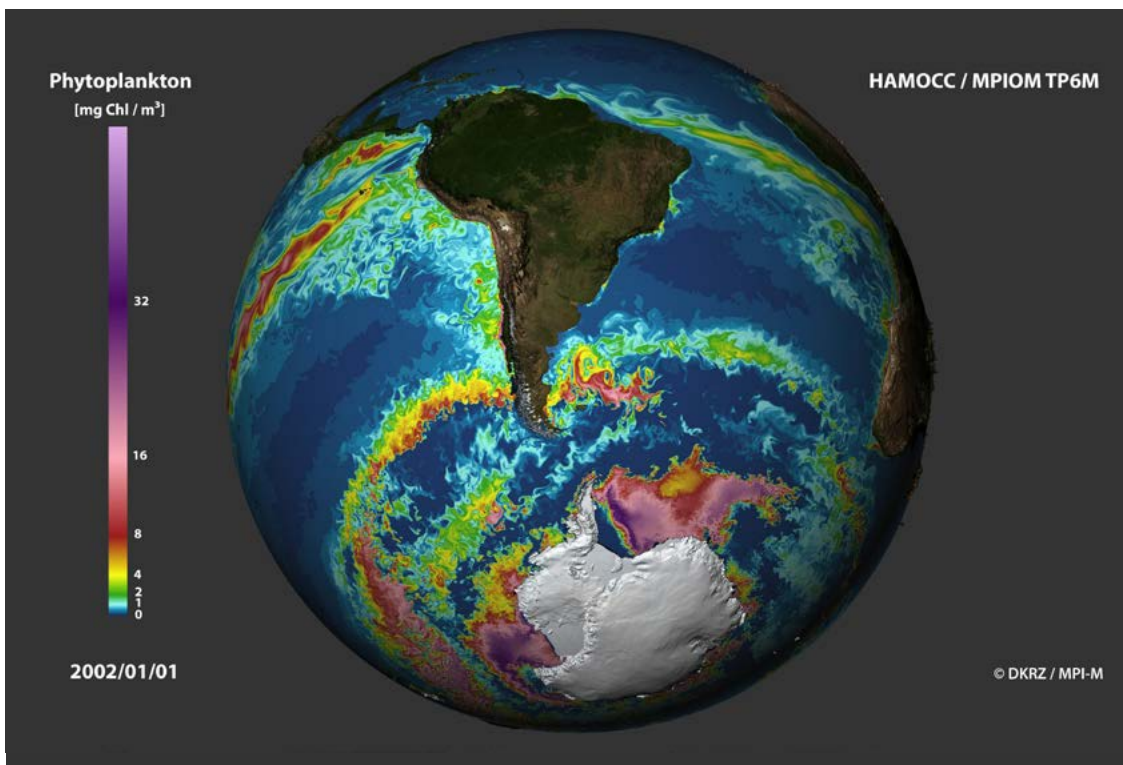 Phytoplankton
[mg Chl / m³]
HAMOCC / MPIOM TP6M
32
16
8
4
2
1
0
2002/01/01
© DKRZ / MPI-M